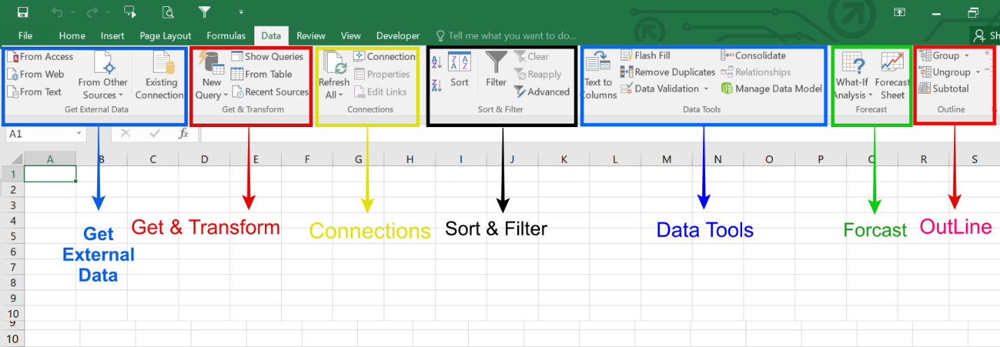 File Home Insert Page Layout Formulas Data Review View Developer Tell me what you want to do... Sh
From Access
From Web
From Text
From Other
Sources
Existing
Connection
Get External Data
New
Query
Show Queries
From Table
Recent Sources
Get & Transform
Refresh
All
Connection
Properties
Edit Links
Connections
Sort
Filter
Clear
Reapply
Advanced
Sort & Filter
Text to
Columns
Flash Fill
Remove Duplicates
Data Validation
Consolidate
Relationships
Manage Data Model
Data Tools
What-If
Analysis
Forecast
Sheet
Forecast
Group
Ungroup
Subtotal
Outline
A1 fx
A B C D E F G H I J K L M N O P Q R S
1
2
3
4
5
6
7
8
9
10
9
10
Get
External
Data
Get & Transform
Connections
Sort & Filter
Data Tools
Forcast
OutLine